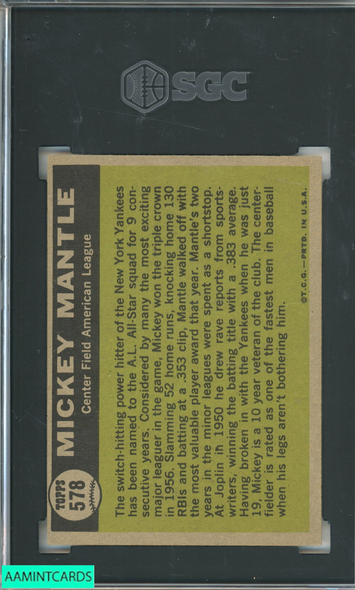 SGC
TOPPS
578
MICKEY MANTLE
Center Field American League
The switch-hitting power hitter of the New York Yankees
has been named to the A.L. All-Star squad for 9 con-
secutive years. Considered by many the most exciting
major leaguer in the game, Mickey won the triple crown
in 1956. Slamming 52 home runs, knocking home 130
RBIs and batting at a .353 clip, Mantle walked off with
the most valuable player award that year. Mantle's two
years in the minor leagues were spent as a shortstop.
At Joplin in 1950 he drew rave reports from sports-
writers, winning the batting title with a .383 average.
Having broken in with the Yankees when he was just
19, Mickey is a 10 year veteran of the club. The center-
fielder is rated as one of the fastest men in baseball
when his legs aren't bothering him.
©T.C.G.—PRTD. IN U.S.A.
AAMINTCARDS